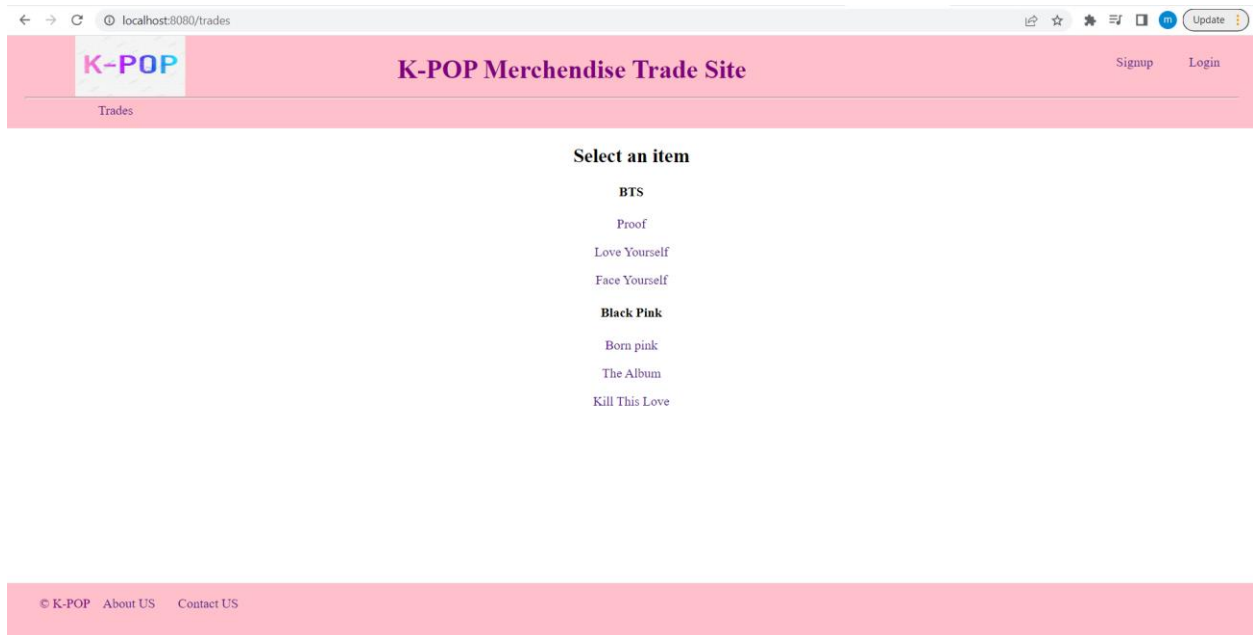 localhost:8080/trades
m
Update
K-POP
K-POP Merchendise Trade Site
Signup Login
Trades
Select an item
BTS
Proof
Love Yourself
Face Yourself
Black Pink
Born pink
The Album
Kill This Love
© K-POP About US Contact US